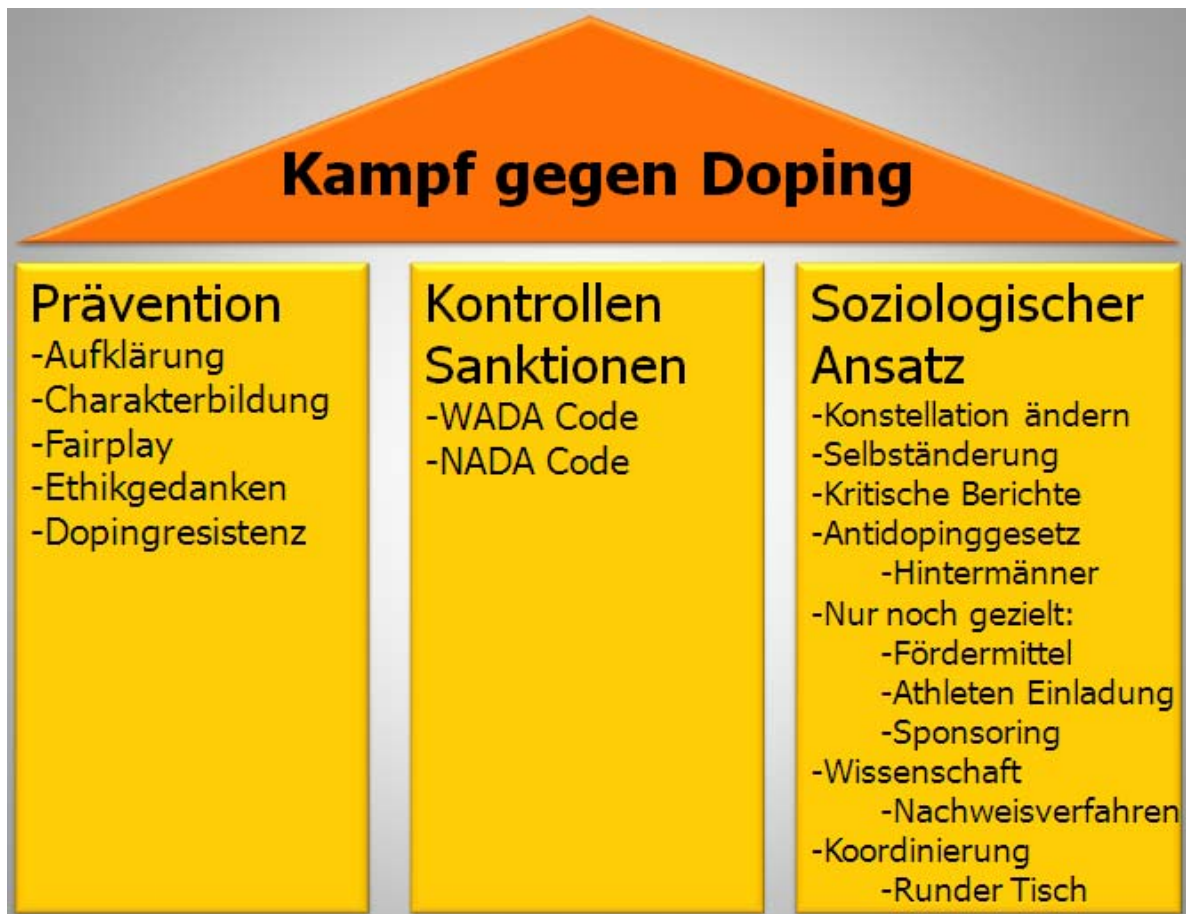 Kampf gegen Doping
Prävention
-Aufklärung
-Charakterbildung
-Fairplay
-Ethikgedanken
-Dopingresistenz
Kontrollen
Sanktionen
-WADA Code
-NADA Code
Soziologischer
Ansatz
-Konstellation ändern
-Selbständerung
-Kritische Berichte
-Antidopinggesetz
-Hintermänner
-Nur noch gezielt:
-Fördermittel
-Athleten Einladung
-Sponsoring
-Wissenschaft
-Nachweisverfahren
-Koordinierung
-Runder Tisch